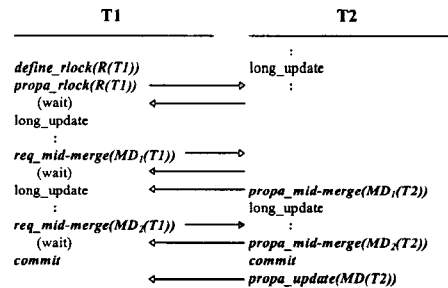 T1 T2
:
define_rlock(R(T1)) long_update
propa_rlock(R(T1)) :
(wait)
long_update
:
req_mid-merge(MD₁(T1))
(wait)
long_update propa_mid-merge(MD₁(T2))
: long_update
req_mid-merge(MD₂(T1)) :
(wait) propa_mid-merge(MD₂(T2))
commit commit
propa_update(MD(T2))